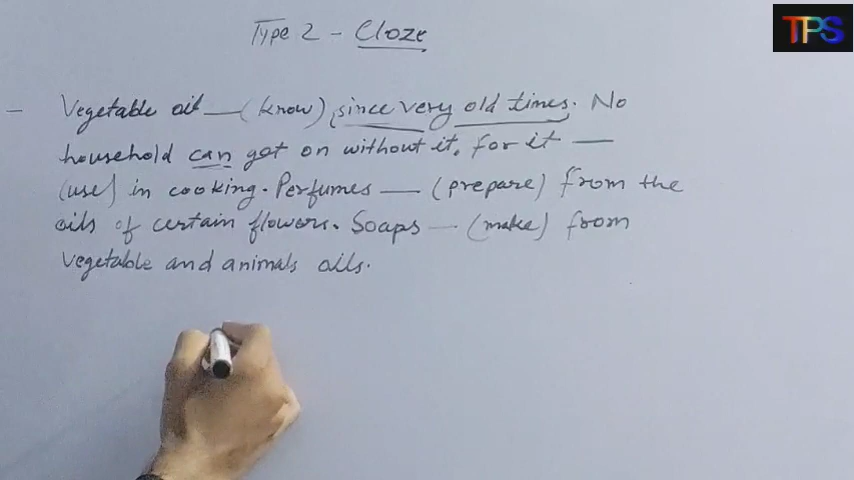 TPS
Type 2 - Cloze
- Vegetable oil — (know) since very old times. No
household can get on without it. For it —
(use) in cooking. Perfumes — (prepare) from the
oils of certain flowers. Soaps — (make) from
vegetable and animals oils.